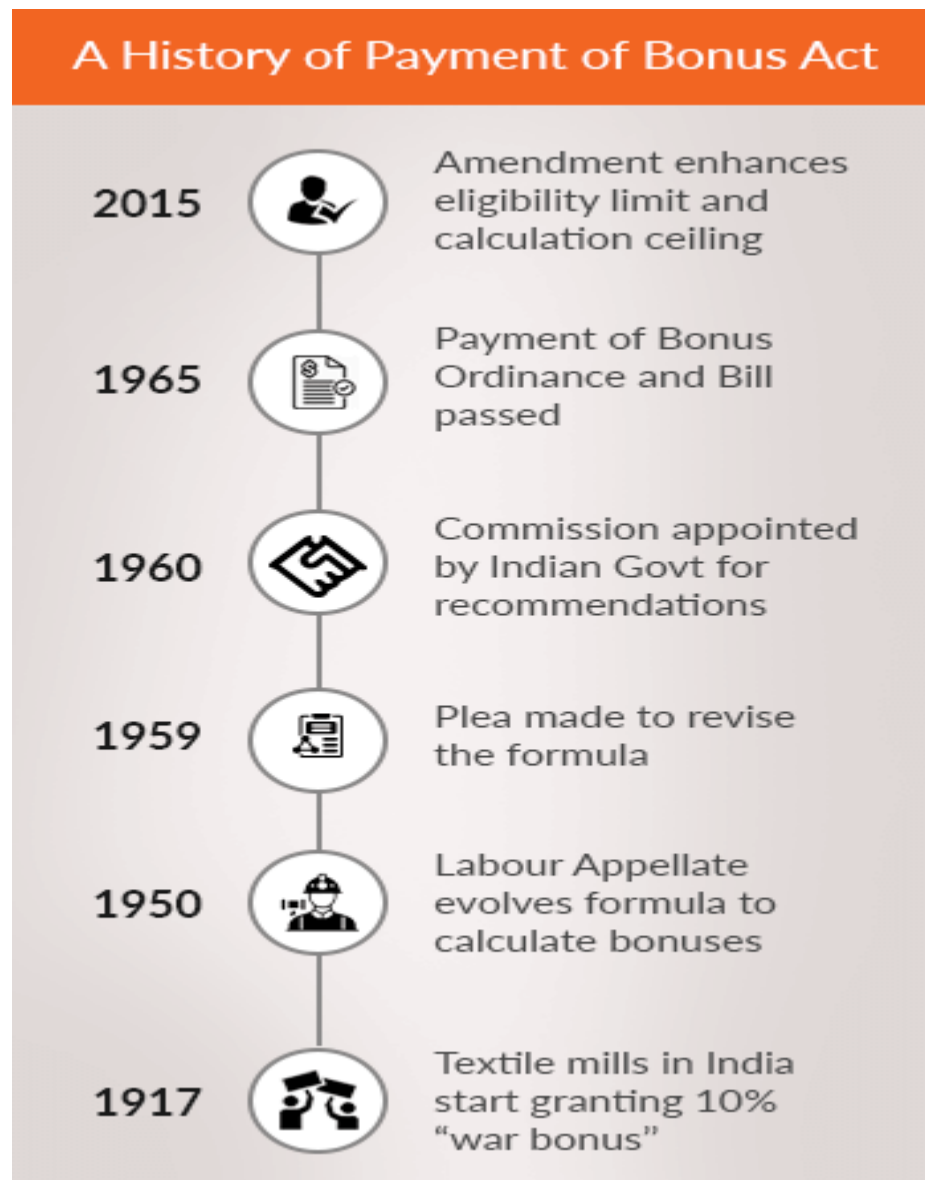 A History of Payment of Bonus Act
2015
Amendment enhances
eligibility limit and
calculation ceiling
1965
Payment of Bonus
Ordinance and Bill
passed
1960
Commission appointed
by Indian Govt for
recommendations
1959
Plea made to revise
the formula
1950
Labour Appellate
evolves formula to
calculate bonuses
1917
Textile mills in India
start granting 10%
“war bonus”